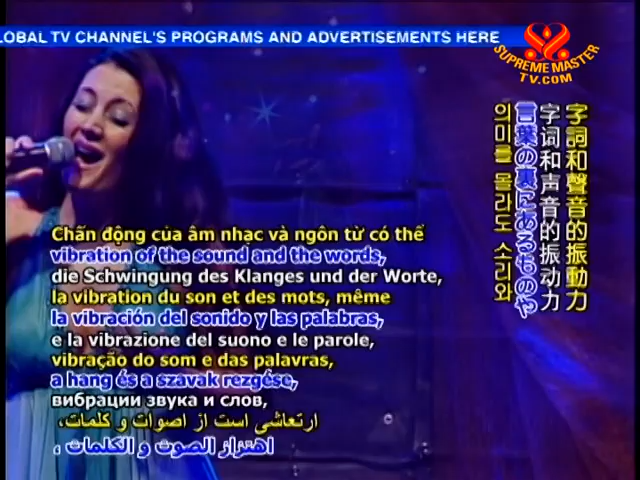 LOBAL TV CHANNEL'S PROGRAMS AND ADVERTISEMENTS HERE
SUPREME MASTER
TV.COM
字詞和聲音的振動力
字词和声音的振动力
言葉の裏にあるものや
의미를 몰라도 소리와
Chấn động của âm nhạc và ngôn từ có thể
vibration of the sound and the words,
die Schwingung des Klanges und der Worte,
la vibration du son et des mots, même
la vibración del sonido y las palabras,
e la vibrazione del suono e le parole,
vibração do som e das palavras,
a hang és a szavak rezgése,
вибрации звука и слов,
ارتعاشی است از اصوات و کلمات،
اهتزاز الصوت و الكلمات ،